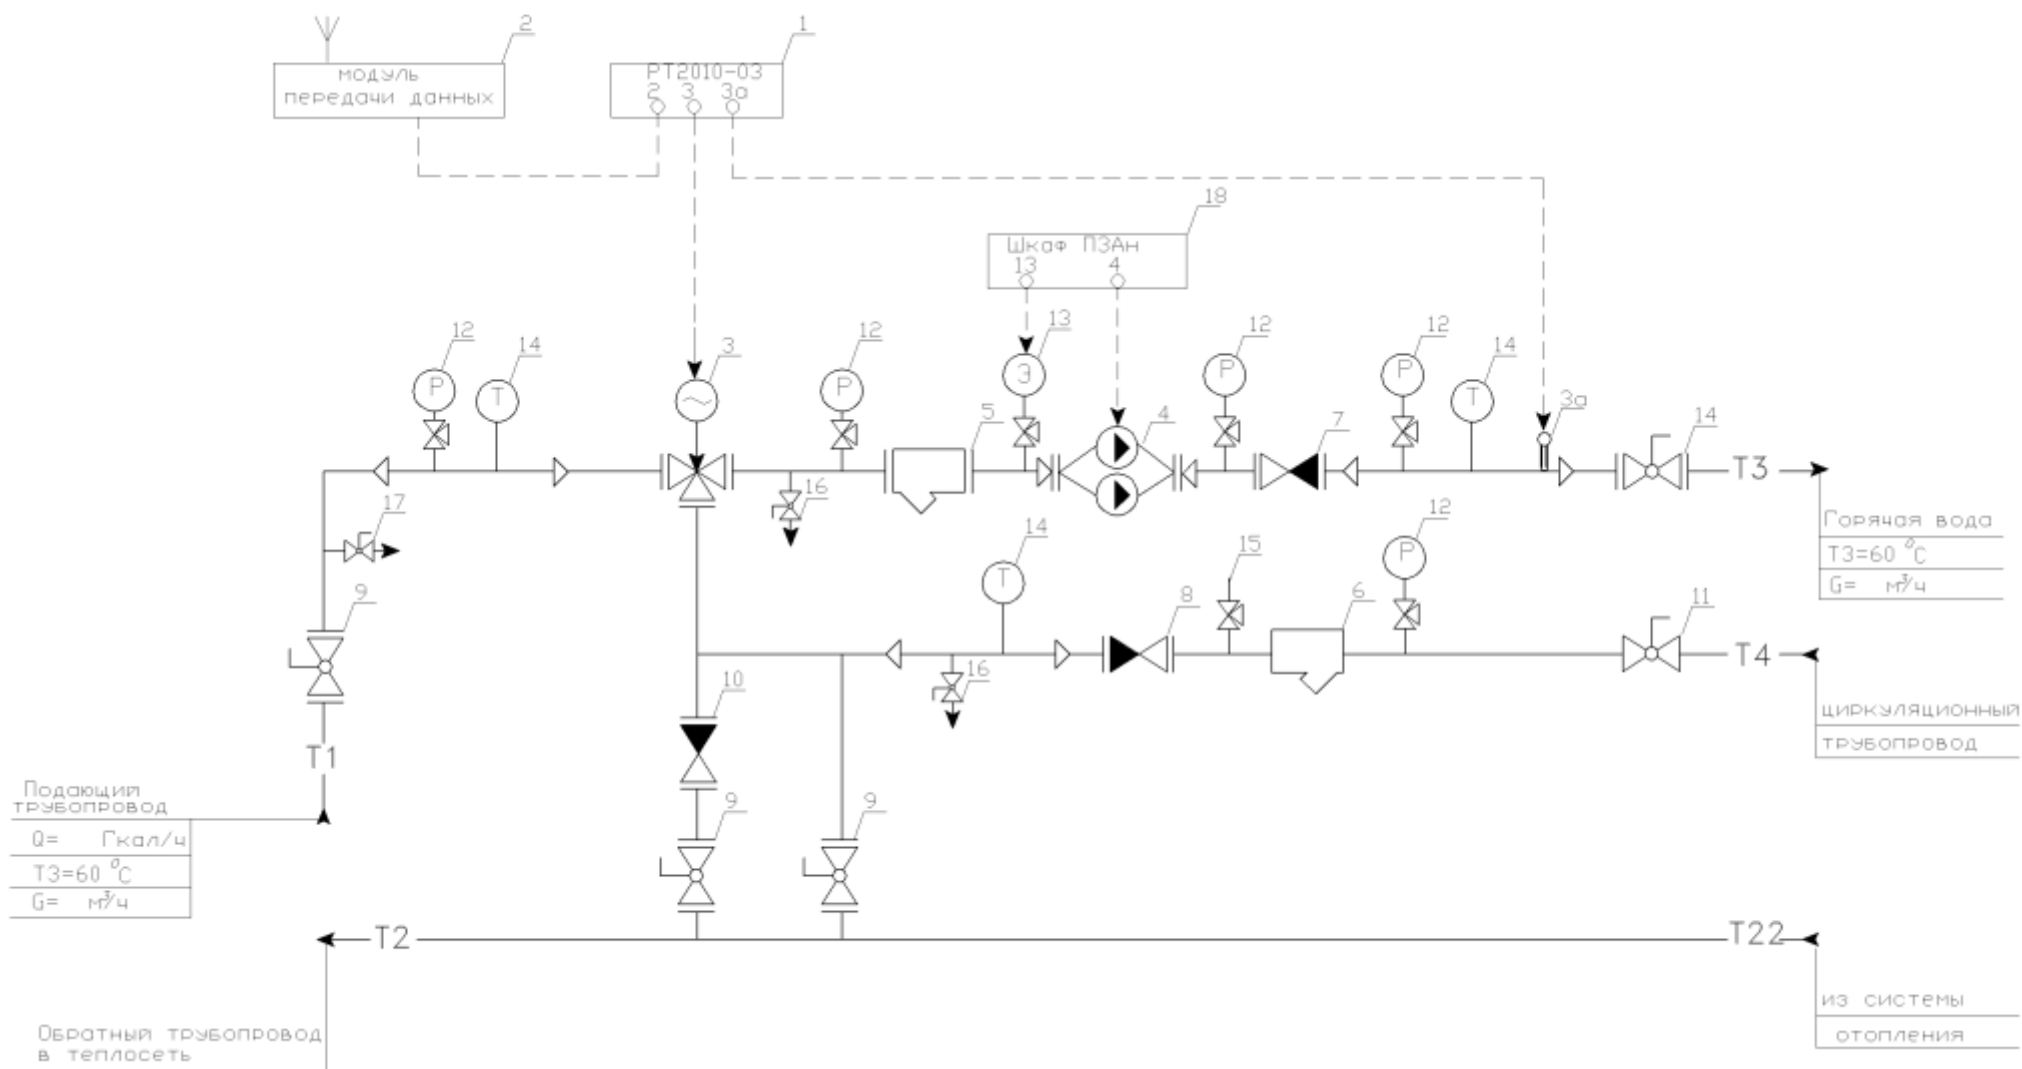 2
1
МОДУЛЬ
ПЕРЕДАЧИ ДАННЫХ
РТ2010-03
2 3 3а
18
Шкаф ПЗАн
13 4
12
14
3
12
13
З
5
4
12
7
12
14
3а
14
Р
Т
Р
Р
Р
Т
Т3
17
16
14
Т
15
8
6
12
Р
11
Горячая вода
Т3=60 °С
G= м³/ч
9
Т4
16
10
ЦИРКУЛЯЦИОННЫЙ
ТРУБОПРОВОД
Т1
Подающий
ТРУБОПРОВОД
Q= Гкал/ч
Т3=60 °С
G= м³/ч
9
9
Т2
Т22
ОБРАТНЫЙ ТРУБОПРОВОД
В ТЕПЛОСЕТЬ
ИЗ СИСТЕМЫ
ОТОПЛЕНИЯ